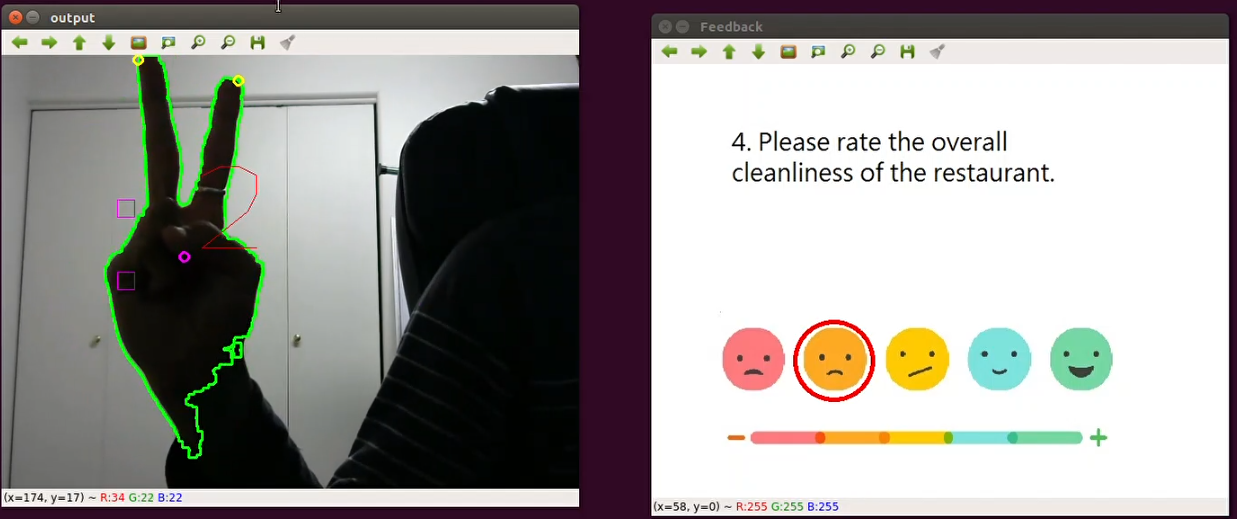 output
2
(x=174, y=17) ~ R:34 G:22 B:22
Feedback
4. Please rate the overall
cleanliness of the restaurant.
(x=58, y=0) ~ R:255 G:255 B:255